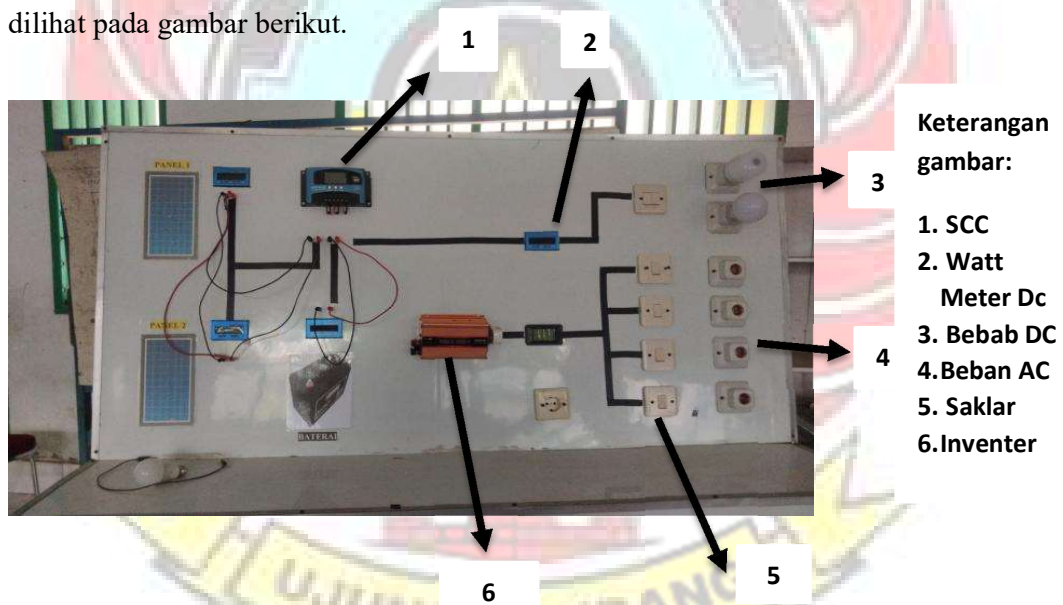 dilihat pada gambar berikut.
1
2
Keterangan
gambar:
3
1. SCC
2. Watt
Meter Dc
3. Bebab DC
4
4.Beban AC
5. Saklar
6.Inventer
PANEL 1
PANEL 2
BATERAI
6
5